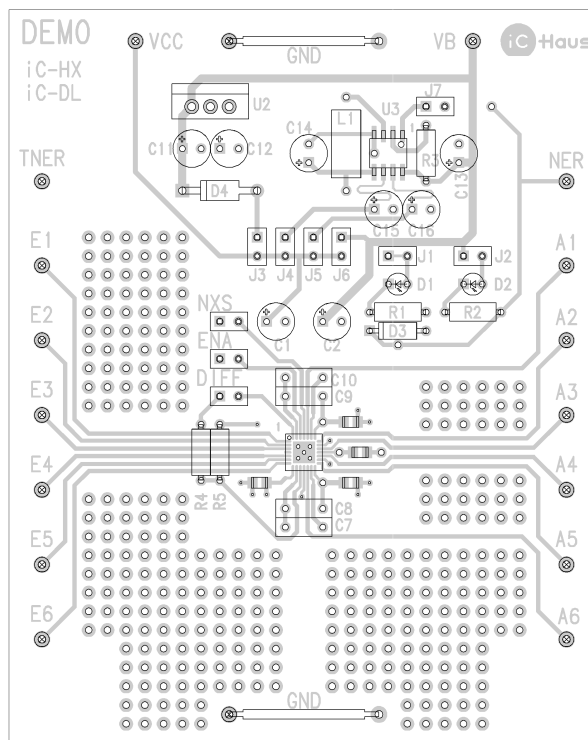 DEMO
iC-HX
iC-DL
VCC
GND
VB
iC Haus
U2
C11
C12
D4
C14
L1
U3
J7
R3
C13
TNER
NER
C15
C16
J3
J4
J5
J6
J1
J2
D1
D2
R1
R2
D3
E1
E2
E3
E4
E5
E6
A1
A2
A3
A4
A5
A6
NXS
ENA
DIFF
C1
C2
C10
C9
1
R4
R5
C8
C7
GND